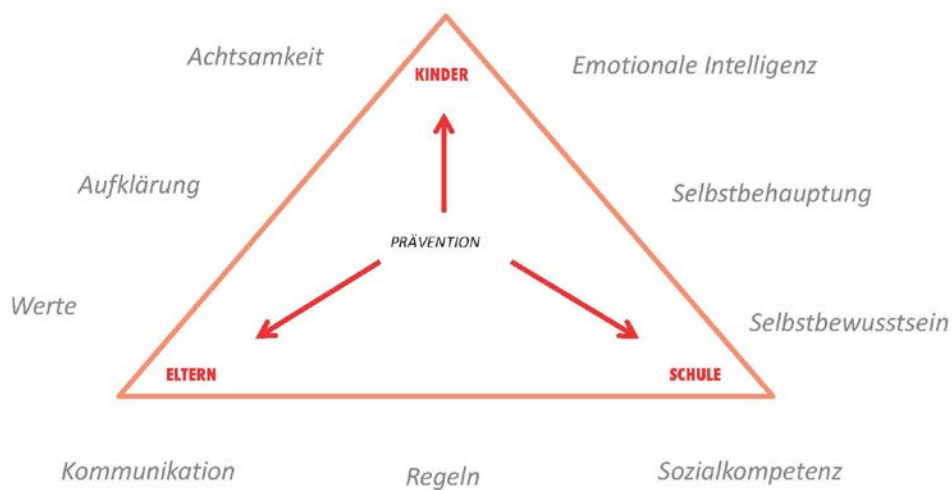 Achtsamkeit
Emotionale Intelligenz
KINDER
Aufklärung
Selbstbehauptung
PRÄVENTION
Werte
Selbstbewusstsein
ELTERN
SCHULE
Kommunikation
Regeln
Sozialkompetenz